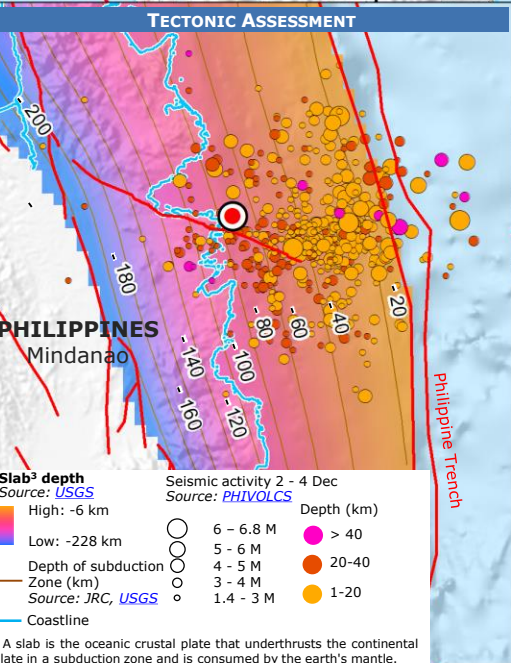 TECTONIC ASSESSMENT
- 200
- 180
PHILIPPINES
Mindanao
- 140
- 160
- 100
- 120
- 80
- 60
- 40
- 20
Philippine Trench
Slab³ depth
Source: USGS
High: -6 km
Low: -228 km
Depth of subduction
Zone (km)
Source: JRC, USGS
Coastline
Seismic activity 2 - 4 Dec
Source: PHIVOLCS
6 – 6.8 M
5 - 6 M
4 - 5 M
3 - 4 M
1.4 - 3 M
Depth (km)
> 40
20-40
1-20
A slab is the oceanic crustal plate that underthrusts the continental
late in a subduction zone and is consumed by the earth's mantle.